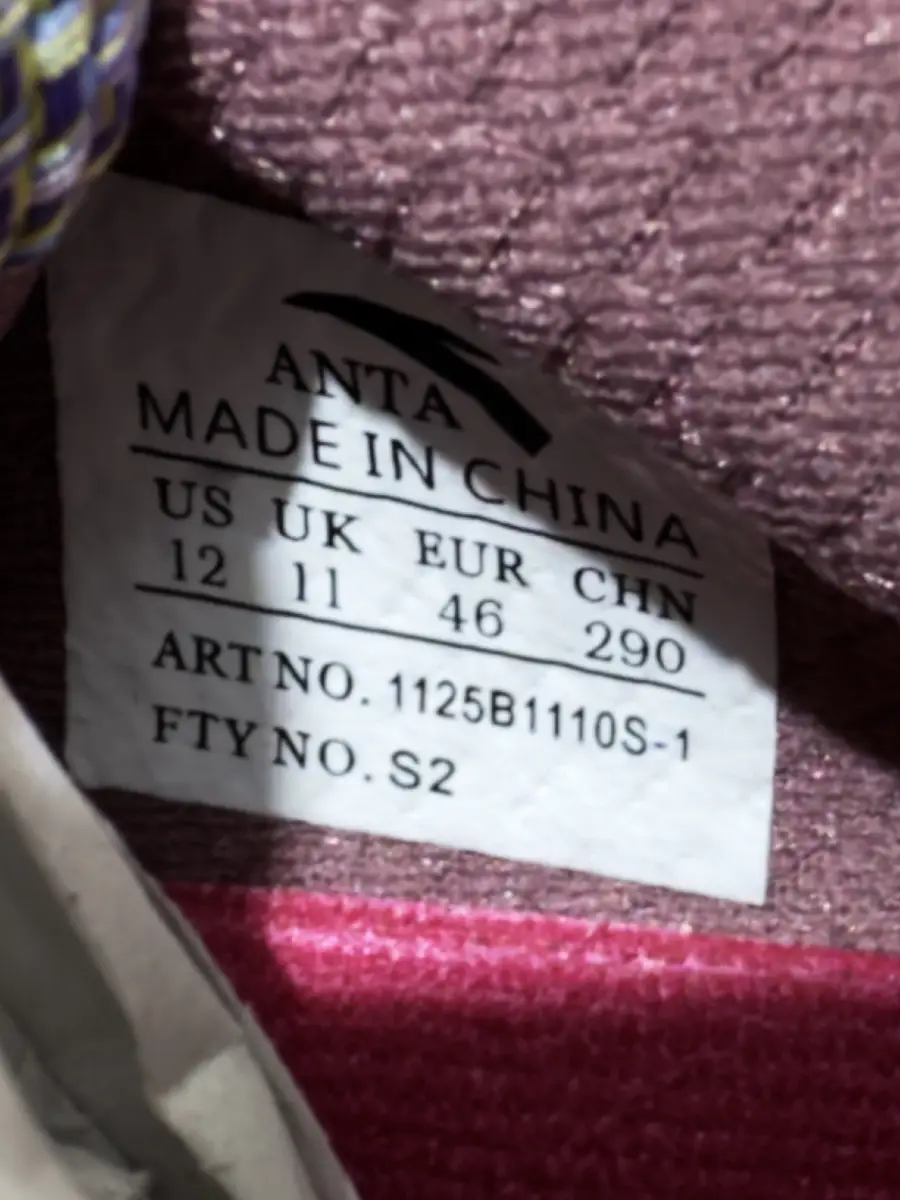 ANTA
MADE IN CHINA
US UK EUR CHN
12 11 46 290
ART NO. 1125B1110S-1
FTY NO. S2